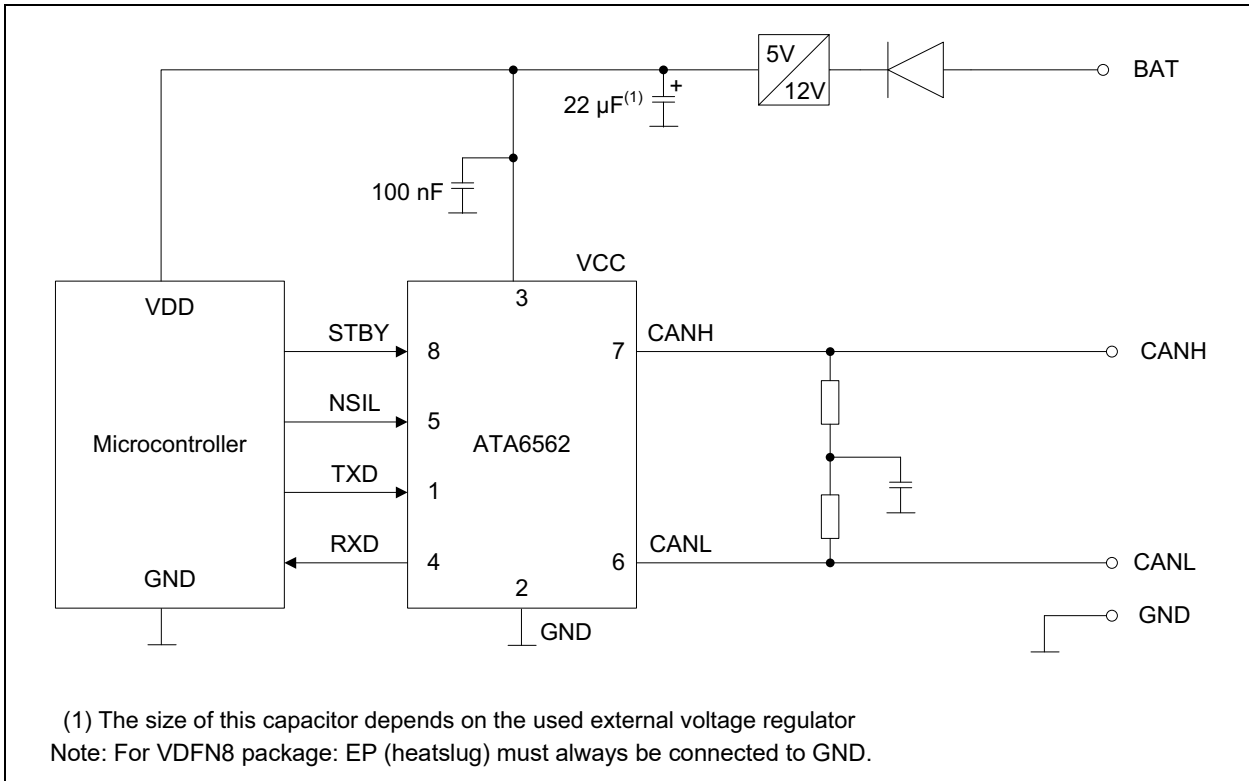 5V
12V
BAT
22 µF(1)
+
100 nF
VCC
VDD
3
STBY
8
7
CANH
CANH
NSIL
5
Microcontroller
ATA6562
TXD
1
RXD
4
CANL
6
CANL
GND
2
GND
GND
(1) The size of this capacitor depends on the used external voltage regulator
Note: For VDFN8 package: EP (heatslug) must always be connected to GND.